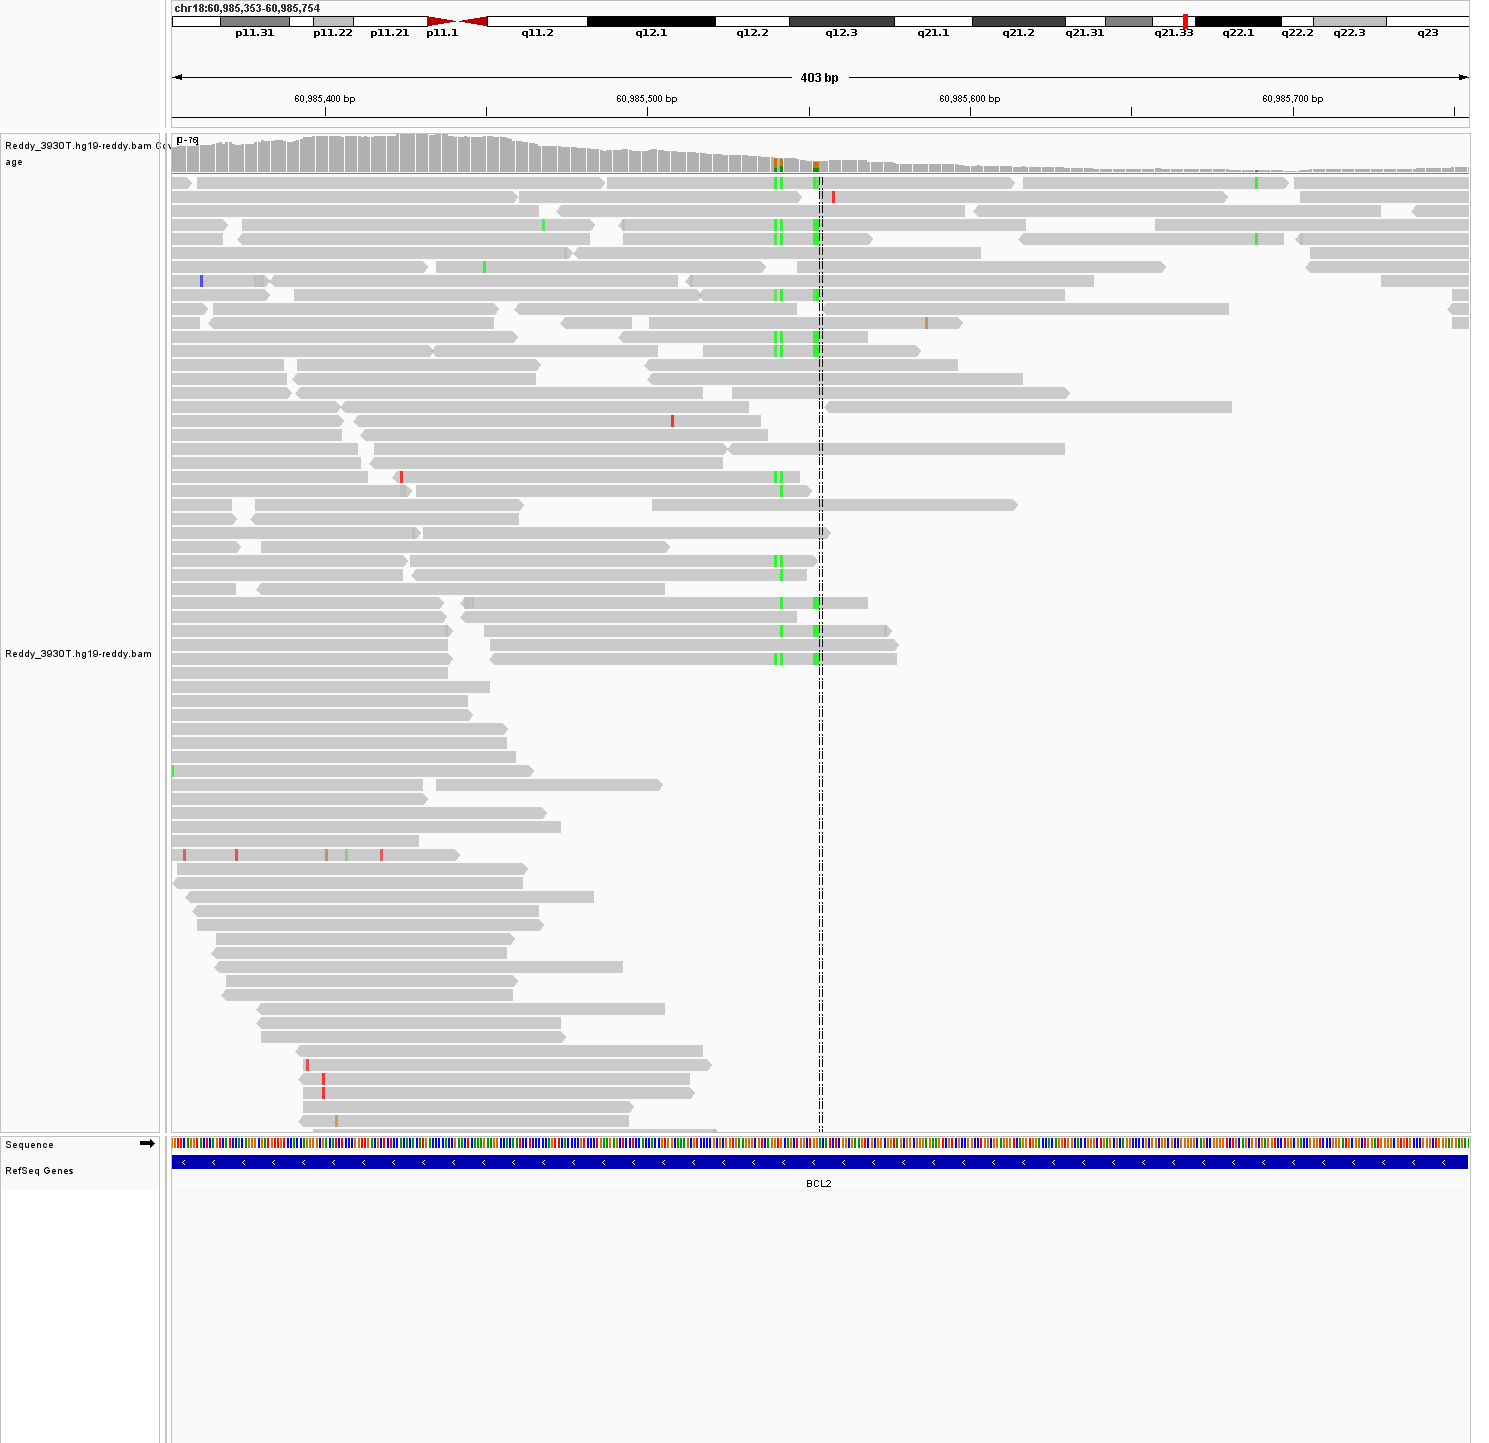 chr18:60,985,353-60,985,754
p11.31 p11.22 p11.21 p11.1 q11.2 q12.1 q12.2 q12.3 q21.1 q21.2 q21.31 q21.33 q22.1 q22.2 q22.3 q23
403 bp
60,985,400 bp 60,985,500 bp 60,985,600 bp 60,985,700 bp
[0-76]
Reddy_3930T.hg19-reddy.bam Cov
age
Reddy_3930T.hg19-reddy.bam
Sequence
RefSeq Genes
BCL2